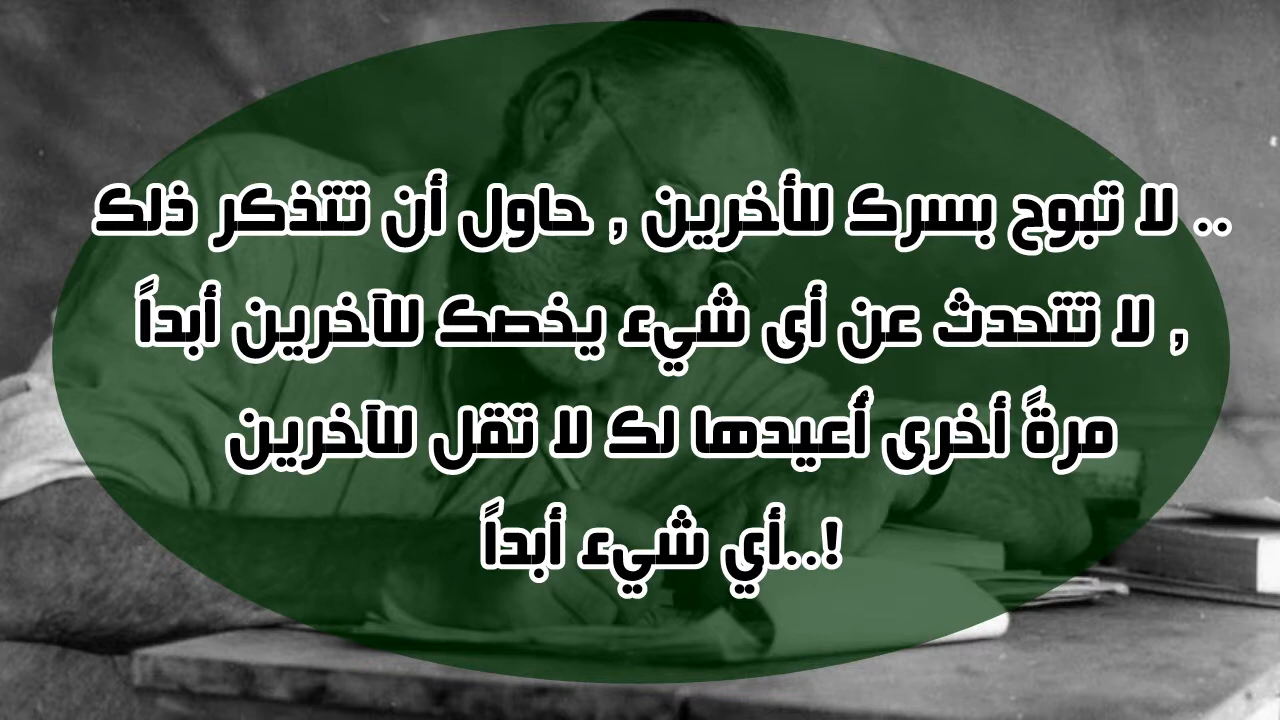 .. لا تبوح بسرك للأخرين , حاول أن تتذكر ذلك
, لا تتحدث عن أى شيء يخصك للآخرين أبداً
مرةً أخرى أُعيدها لك لا تقل للآخرين
!..أي شيء أبداً